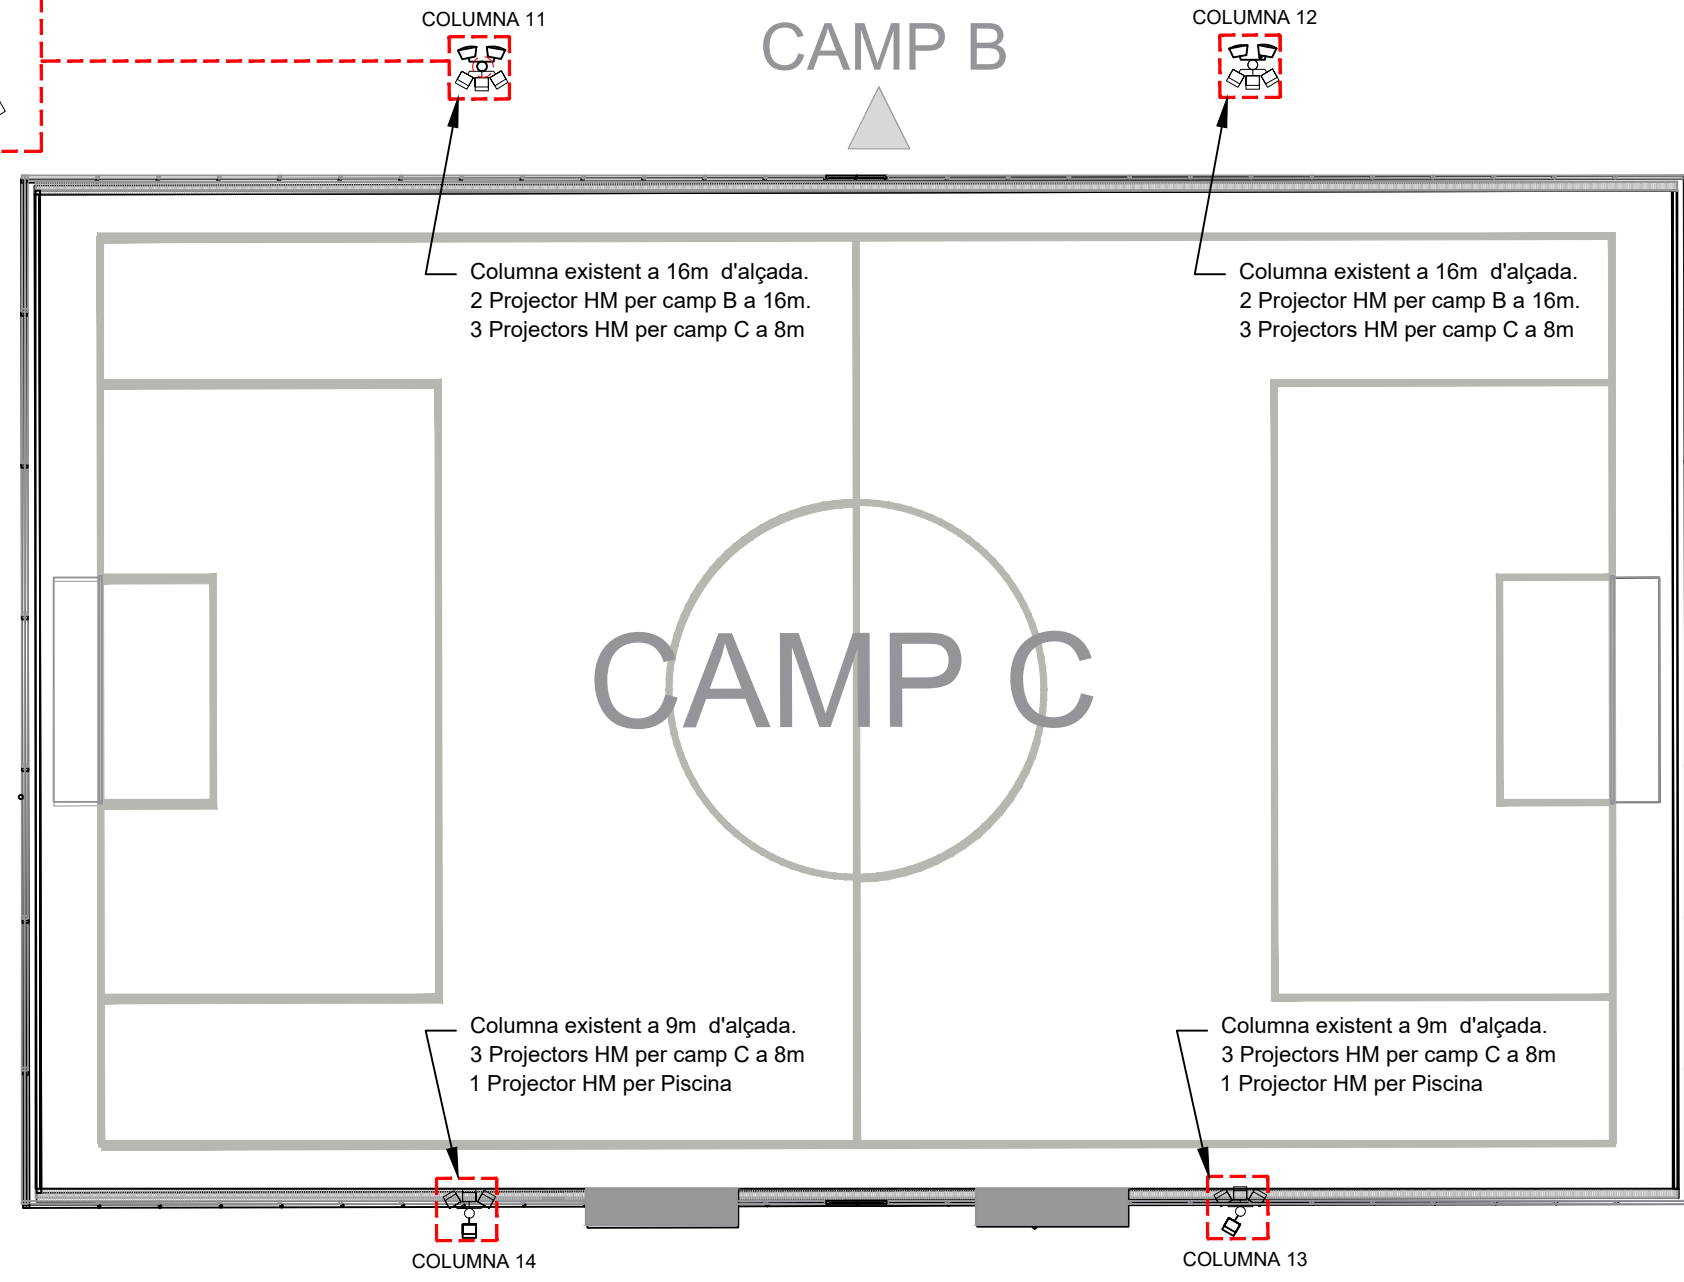 COLUMNA 11
CAMP B
COLUMNA 12
Columna existent a 16m d'alçada.
2 Projector HM per camp B a 16m.
3 Projectors HM per camp C a 8m
Columna existent a 16m d'alçada.
2 Projector HM per camp B a 16m.
3 Projectors HM per camp C a 8m
CAMP C
Columna existent a 9m d'alçada.
3 Projectors HM per camp C a 8m
1 Projector HM per Piscina
Columna existent a 9m d'alçada.
3 Projectors HM per camp C a 8m
1 Projector HM per Piscina
COLUMNA 14
COLUMNA 13